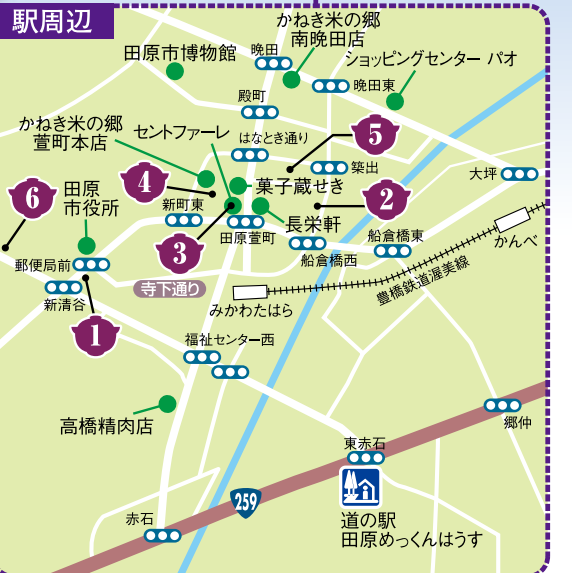 駅周辺
かねき米の郷
南晩田店
田原市博物館
晩田
ショッピングセンター パオ
晩田東
殿町
かねき米の郷
萱町本店
セントファーレ
はなとき通り
5
築出
大坪
4
菓子蔵せき
2
6
田原
市役所
新町東
長栄軒
3
田原萱町
船倉橋東
かんべ
船倉橋西
郵便局前
寺下通り
豊橋鉄道渥美線
新清谷
みかわたはら
1
福祉センター西
高橋精肉店
郷仲
東赤石
259
赤石
道の駅
田原めっくんはうす